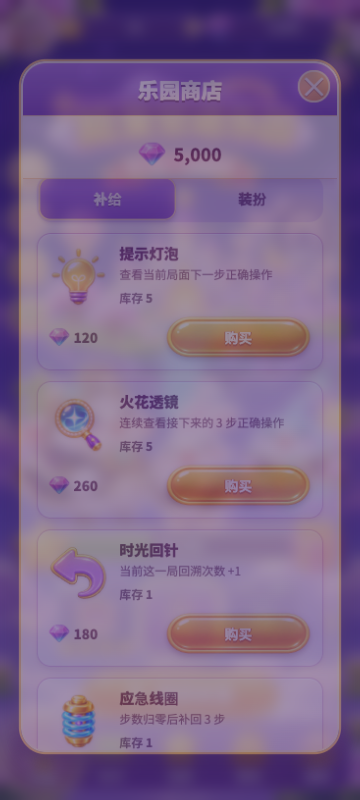 乐园商店
5,000
补给
装扮
提示灯泡
查看当前局面下一步正确操作
库存 5
120
购买
火花透镜
连续查看接下来的 3 步正确操作
库存 5
260
购买
时光回针
当前这一局回溯次数 +1
库存 1
180
购买
应急线圈
步数归零后补回 3 步
库存 1